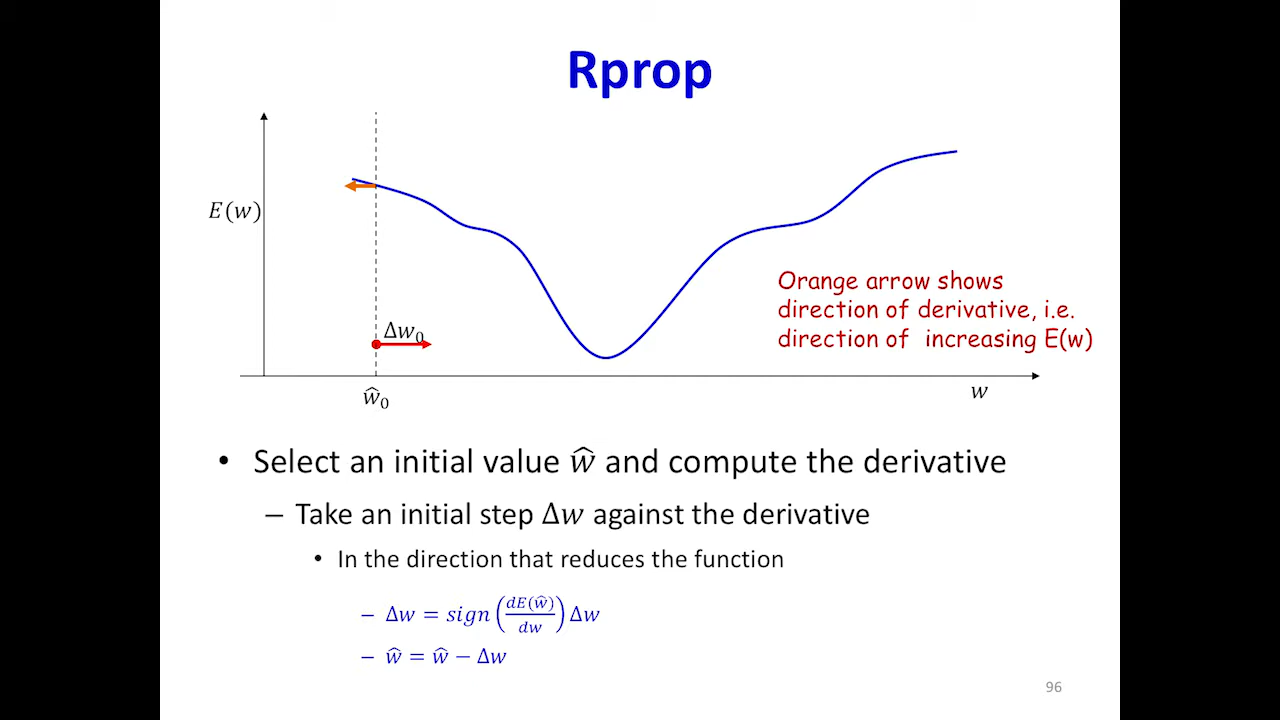 Rprop
E(w)
Orange arrow shows
direction of derivative, i.e.
direction of increasing E(w)
Δw₀
ŵ₀
w
• Select an initial value ŵ and compute the derivative
– Take an initial step Δw against the derivative
• In the direction that reduces the function
– Δw = sign(dE(ŵ)/dw)Δw
– ŵ = ŵ − Δw
96